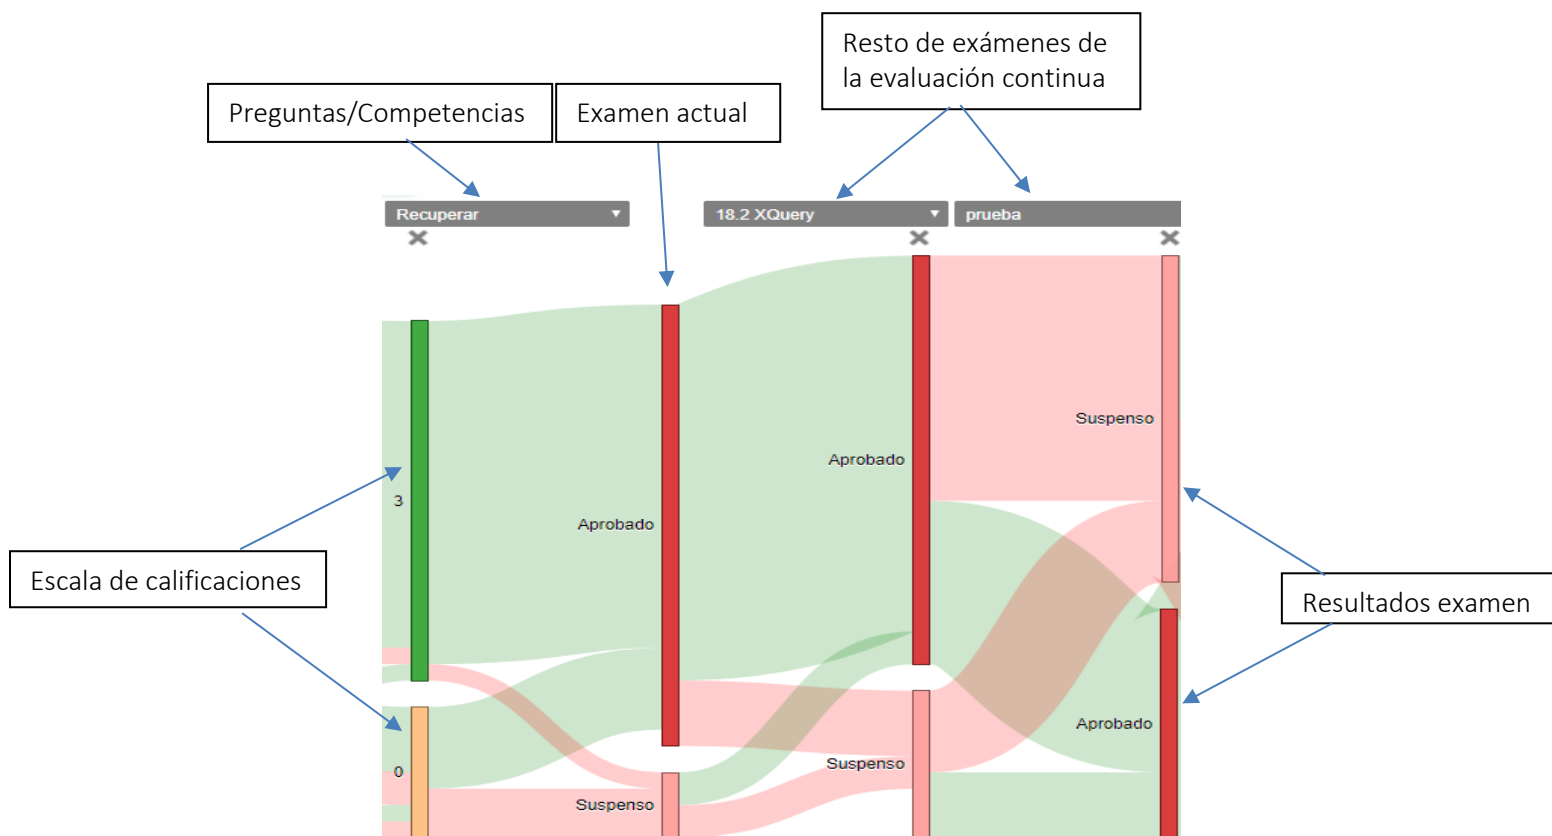 Resto de exámenes de
la evaluación continua
Preguntas/Competencias
Examen actual
Recuperar
18.2 XQuery
prueba
Suspenso
Aprobado
3
Aprobado
Escala de calificaciones
Resultados examen
Aprobado
Suspenso
0
Suspenso